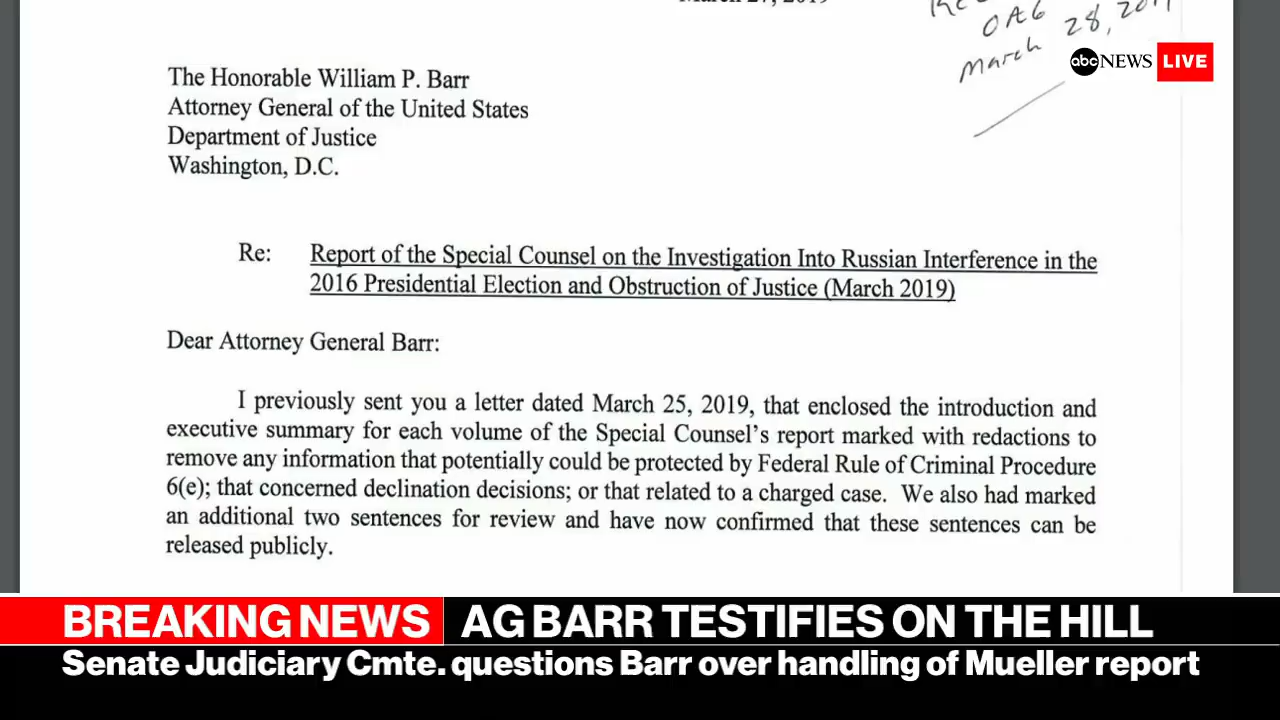 March 27, 2019
OAG
March 28, 2019
abc NEWS LIVE
The Honorable William P. Barr
Attorney General of the United States
Department of Justice
Washington, D.C.
Re: Report of the Special Counsel on the Investigation Into Russian Interference in the
2016 Presidential Election and Obstruction of Justice (March 2019)
Dear Attorney General Barr:
I previously sent you a letter dated March 25, 2019, that enclosed the introduction and
executive summary for each volume of the Special Counsel's report marked with redactions to
remove any information that potentially could be protected by Federal Rule of Criminal Procedure
6(e); that concerned declination decisions; or that related to a charged case. We also had marked
an additional two sentences for review and have now confirmed that these sentences can be
released publicly.
BREAKING NEWS AG BARR TESTIFIES ON THE HILL
Senate Judiciary Cmte. questions Barr over handling of Mueller report